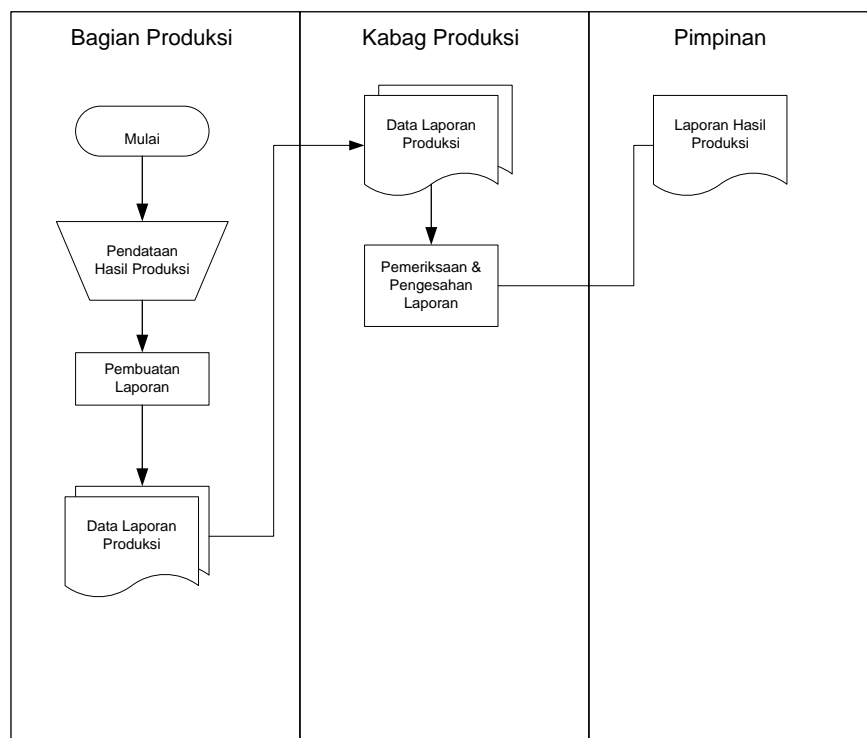 Bagian Produksi
Kabag Produksi
Pimpinan
Mulai
Pendataan
Hasil Produksi
Pembuatan
Laporan
Data Laporan
Produksi
Data Laporan
Produksi
Pemeriksaan &
Pengesahan
Laporan
Laporan Hasil
Produksi